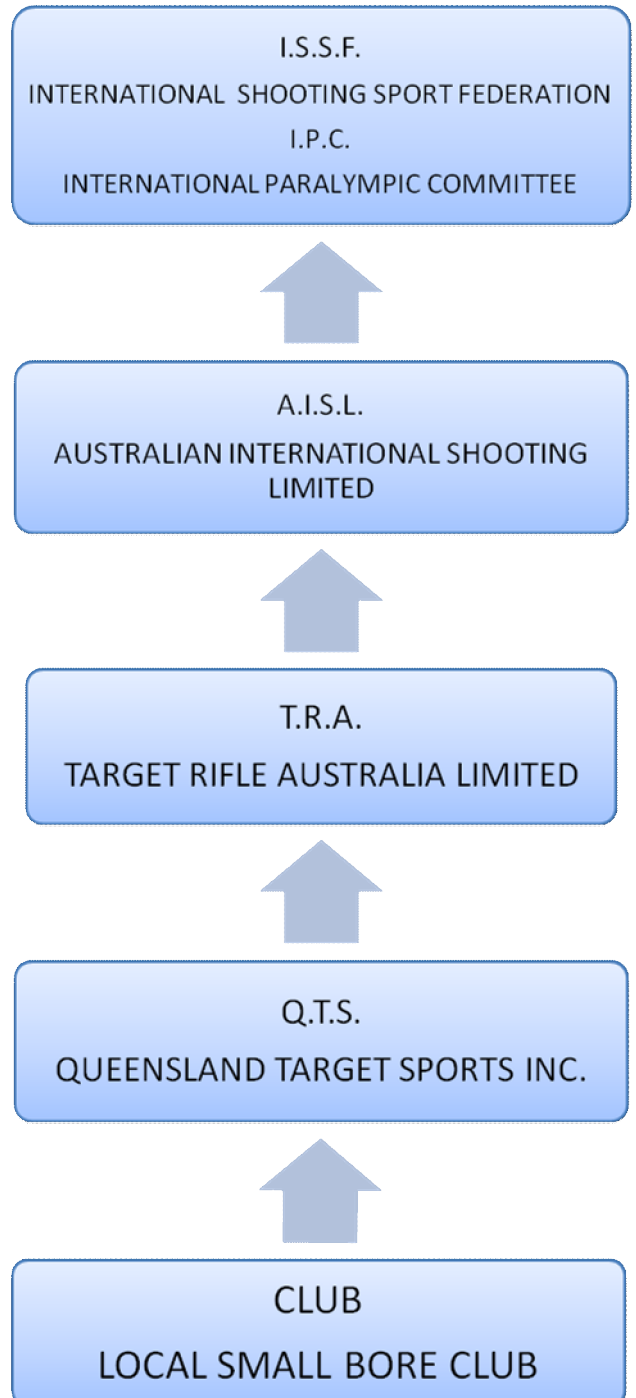 I.S.S.F.
INTERNATIONAL SHOOTING SPORT FEDERATION
I.P.C.
INTERNATIONAL PARALYMPIC COMMITTEE
A.I.S.L.
AUSTRALIAN INTERNATIONAL SHOOTING
LIMITED
T.R.A.
TARGET RIFLE AUSTRALIA LIMITED
Q.T.S.
QUEENSLAND TARGET SPORTS INC.
CLUB
LOCAL SMALL BORE CLUB